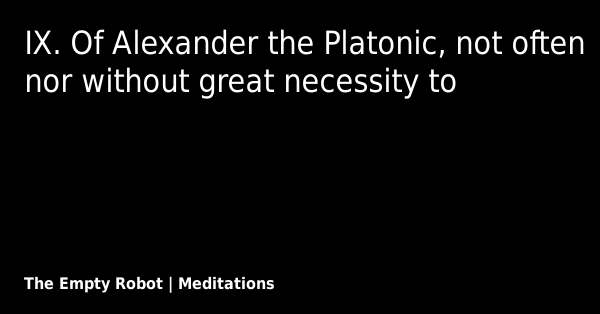 IX. Of Alexander the Platonic, not often
nor without great necessity to
The Empty Robot | Meditations